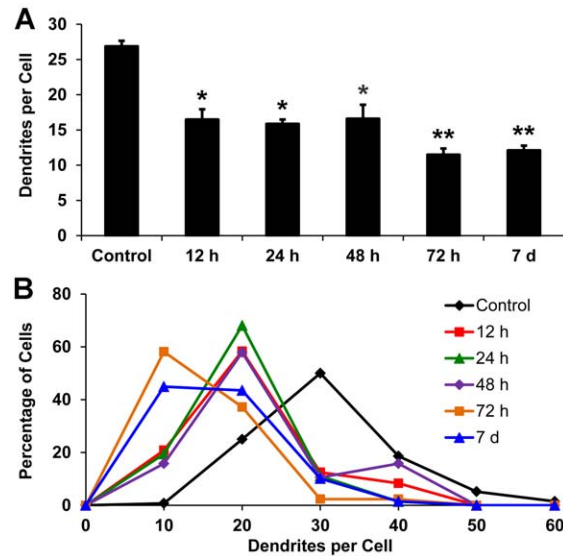 A
30
25
20
15
10
5
0
Dendrites per Cell
* * * ** **
Control 12 h 24 h 48 h 72 h 7 d
B
80
60
40
20
0
Percentage of Cells
Control
12 h
24 h
48 h
72 h
7 d
0 10 20 30 40 50 60
Dendrites per Cell